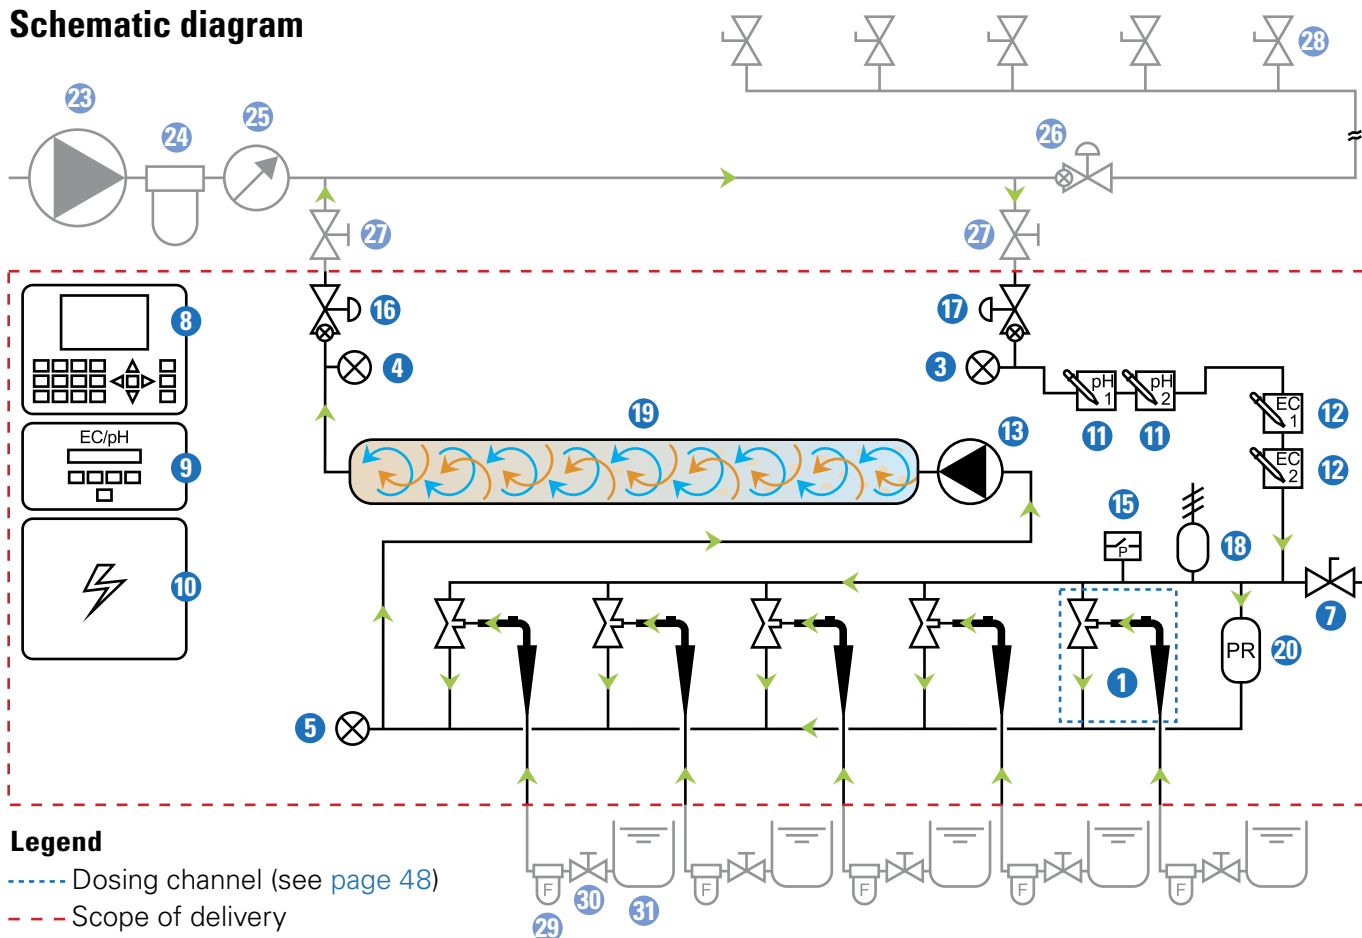 Schematic diagram
28
23
25
24
26
27
27
8
16
17
4
3
pH
1
pH
2
11
11
EC
1
12
19
13
EC/pH
9
EC
2
12
15
P
18
10
7
PR
20
1
5
Legend
Dosing channel (see page 48)
Scope of delivery
F
F
F
F
F
30
31
29